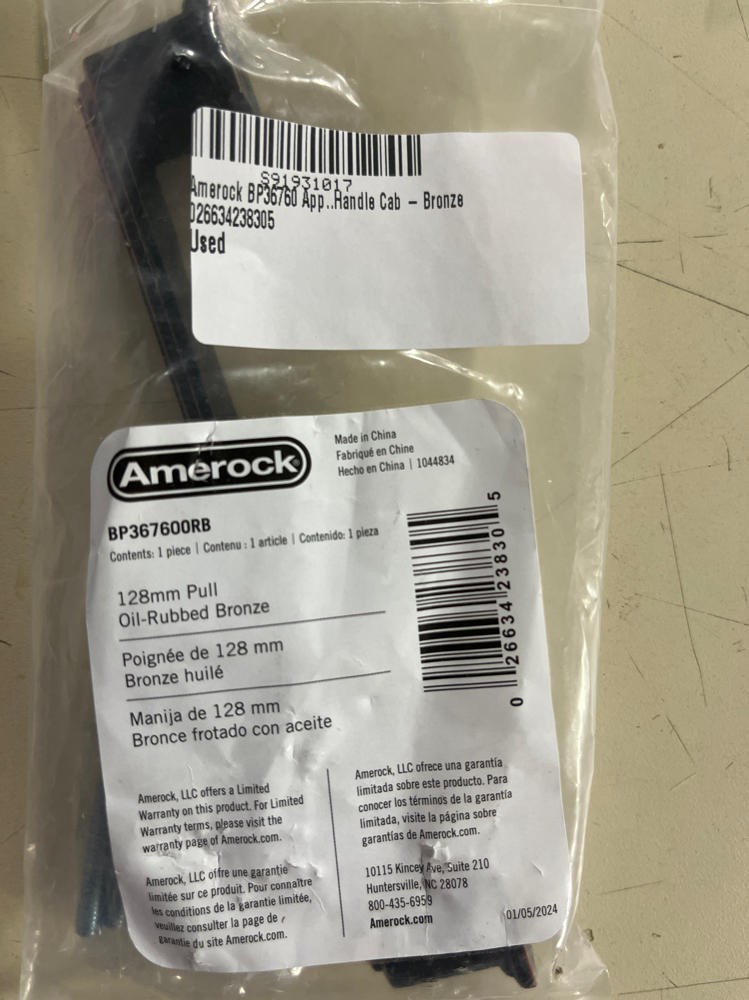 S91931017
Amerock BP36760 App..Handle Cab – Bronze
026634238305
Used
Amerock
Made in China
Fabriqué en Chine
Hecho en China | 1044834
BP36760ORB
Contents: 1 piece | Contenu : 1 article | Contenido: 1 pieza
128mm Pull
Oil-Rubbed Bronze
Poignée de 128 mm
Bronze huilé
Manija de 128 mm
Bronce frotado con aceite
0 26634 23830 5
Amerock, LLC offers a Limited
Warranty on this product. For Limited
Warranty terms, please visit the
warranty page of Amerock.com.
Amerock, LLC offre une garantie
limitée sur ce produit. Pour connaître
les conditions de la garantie limitée,
veuillez consulter la page de
garantie du site Amerock.com.
Amerock, LLC ofrece una garantía
limitada sobre este producto. Para
conocer los términos de la garantía
limitada, visite la página sobre
garantías de Amerock.com.
10115 Kincey Ave, Suite 210
Huntersville, NC 28078
800-435-6959
Amerock.com
01/05/2024